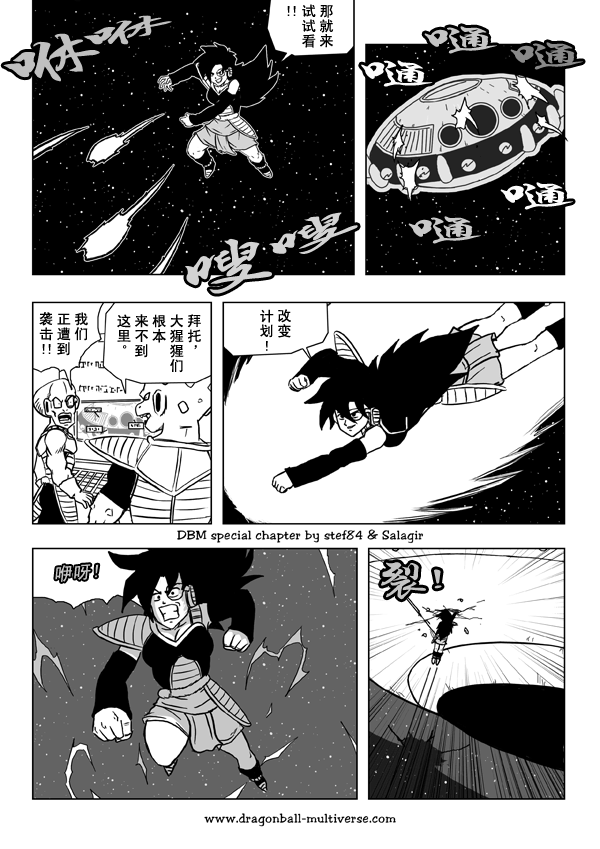 那就来
试试看
!!
咻咻
嗖嗖
嗵
嗵
嗵
嗵
嗵
我们
正遭到
袭击!!
拜托,
大猩猩们
根本
来不到
这里。
改变
计划!
DBM special chapter by stef84 & Salagir
咿呀!
裂!
www.dragonball-multiverse.com